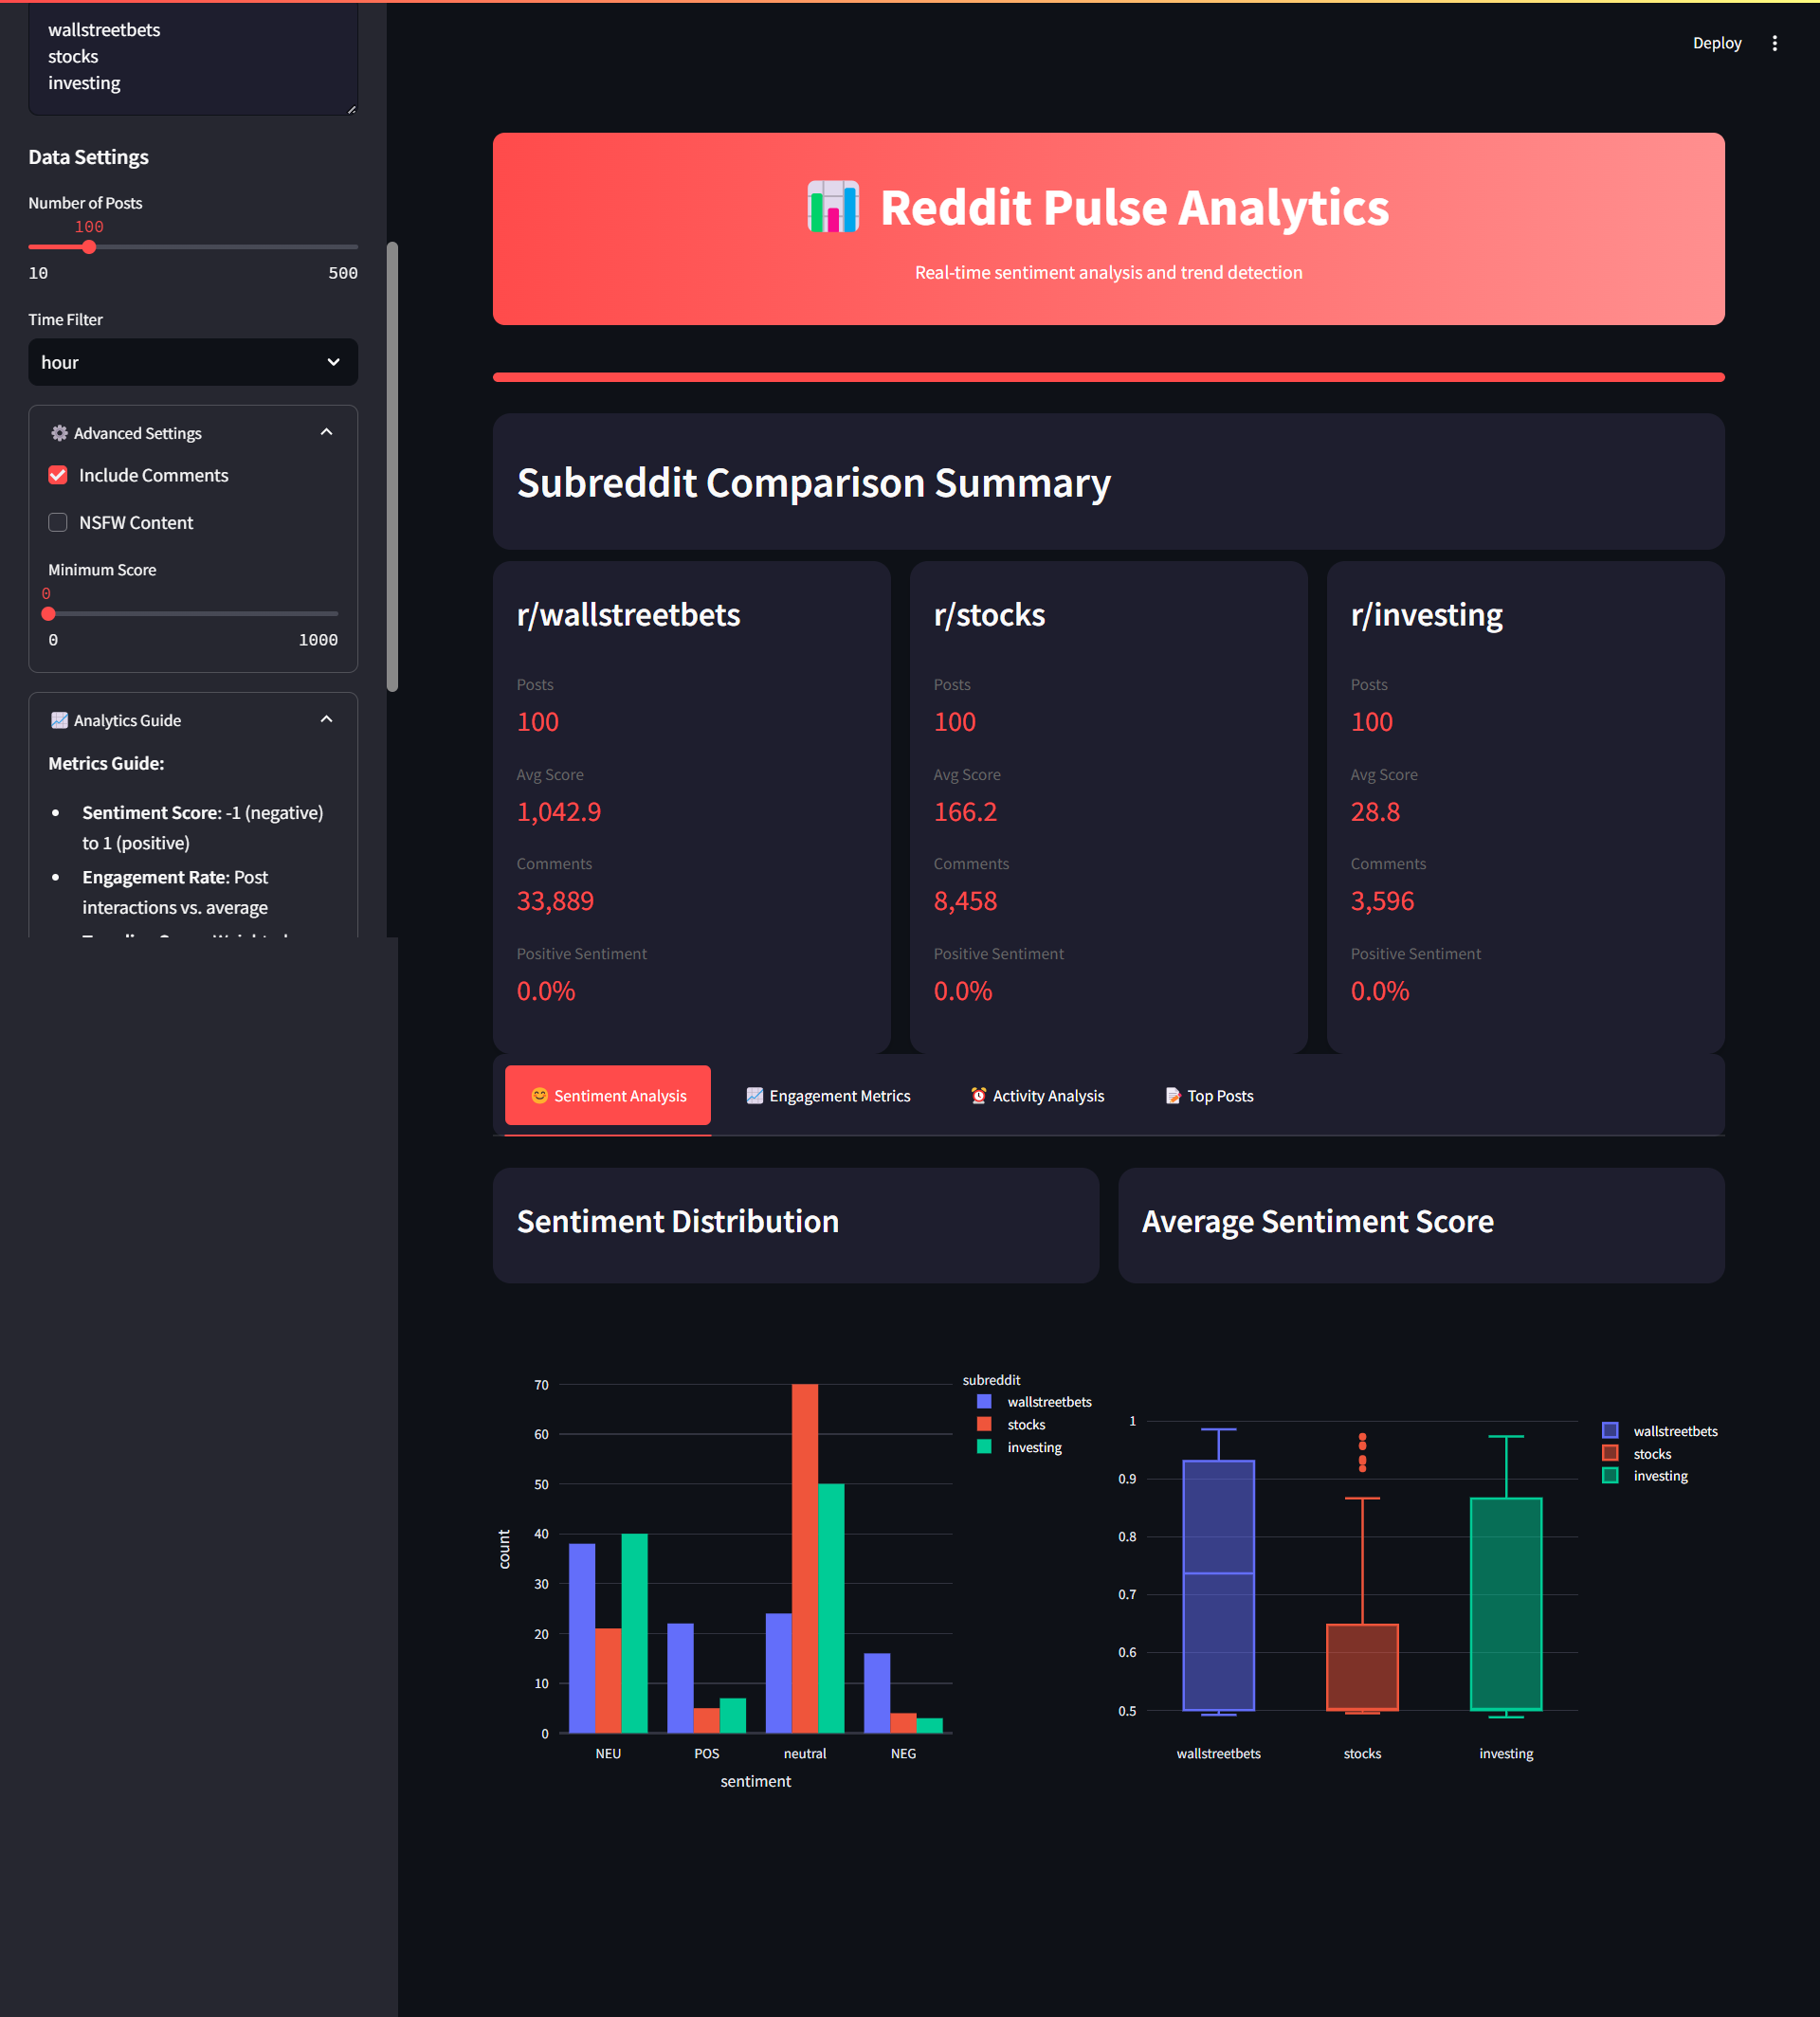 wallstreetbets
stocks
investing
Data Settings
Number of Posts
100
10 500
Time Filter
hour
Advanced Settings
Include Comments
NSFW Content
Minimum Score
0
0 1000
Analytics Guide
Metrics Guide:
Sentiment Score: -1 (negative)
to 1 (positive)
Engagement Rate: Post
interactions vs. average
Deploy
Reddit Pulse Analytics
Real-time sentiment analysis and trend detection
Subreddit Comparison Summary
r/wallstreetbets
Posts
100
Avg Score
1,042.9
Comments
33,889
Positive Sentiment
0.0%
r/stocks
Posts
100
Avg Score
166.2
Comments
8,458
Positive Sentiment
0.0%
r/investing
Posts
100
Avg Score
28.8
Comments
3,596
Positive Sentiment
0.0%
Sentiment Analysis
Engagement Metrics
Activity Analysis
Top Posts
Sentiment Distribution
subreddit
wallstreetbets
stocks
investing
70
60
50
40
30
20
10
0
count
NEU POS neutral NEG
sentiment
Average Sentiment Score
1
0.9
0.8
0.7
0.6
0.5
wallstreetbets stocks investing
wallstreetbets
stocks
investing